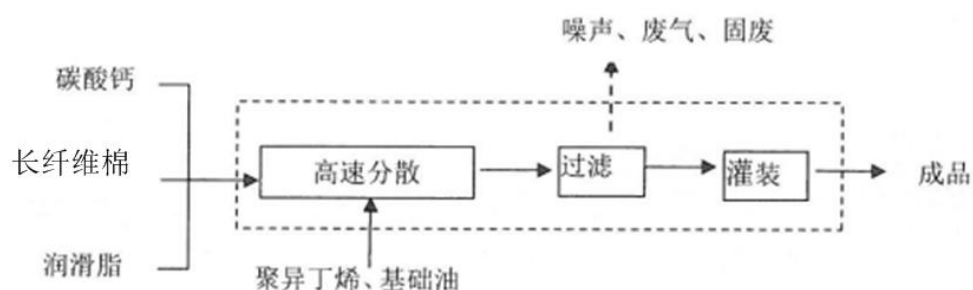 噪声、废气、固废
碳酸钙
长纤维棉
高速分散
过滤
灌装
成品
润滑脂
聚异丁烯、基础油